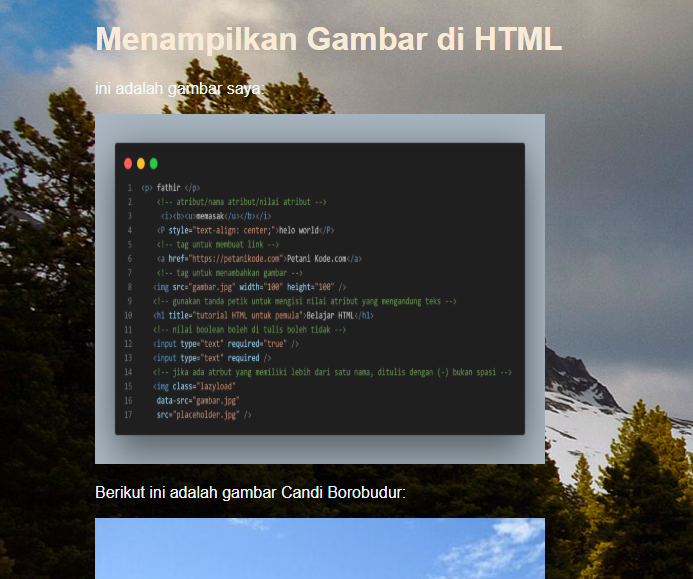 Menampilkan Gambar di HTML
ini adalah gambar saya:
1 <p> fathir </p>
2 <!-- atribut/nama atribut/nilai atribut -->
3 <i><b><u>memasak</u></b></i>
4 <P style="text-align: center;">helo world</P>
5 <!-- tag untuk membuat link -->
6 <a href="https://petanikode.com">Petani Kode.com</a>
7 <!-- tag untuk menambahkan gambar -->
8 <img src="gambar.jpg" width="100" height="100" />
9 <!-- gunakan tanda petik untuk mengisi nilai atribut yang mengandung teks -->
10 <h1 title="tutorial HTML untuk pemula">Belajar HTML</h1>
11 <!-- nilai boolean boleh di tulis boleh tidak -->
12 <input type="text" required="true" />
13 <input type="text" required />
14 <!-- jika ada atrbut yang memiliki lebih dari satu nama, ditulis dengan (-) bukan spasi -->
15 <img class="lazyload"
16 data-src="gambar.jpg"
17 src="placeholder.jpg" />
Berikut ini adalah gambar Candi Borobudur: